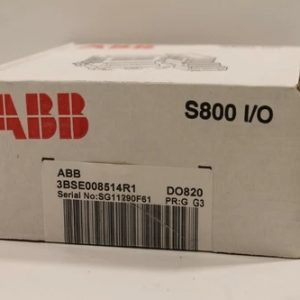 ABB
S800 I/O
ABB
3BSE008514R1 DO820
Serial No:SG11290F61 PR:G G3